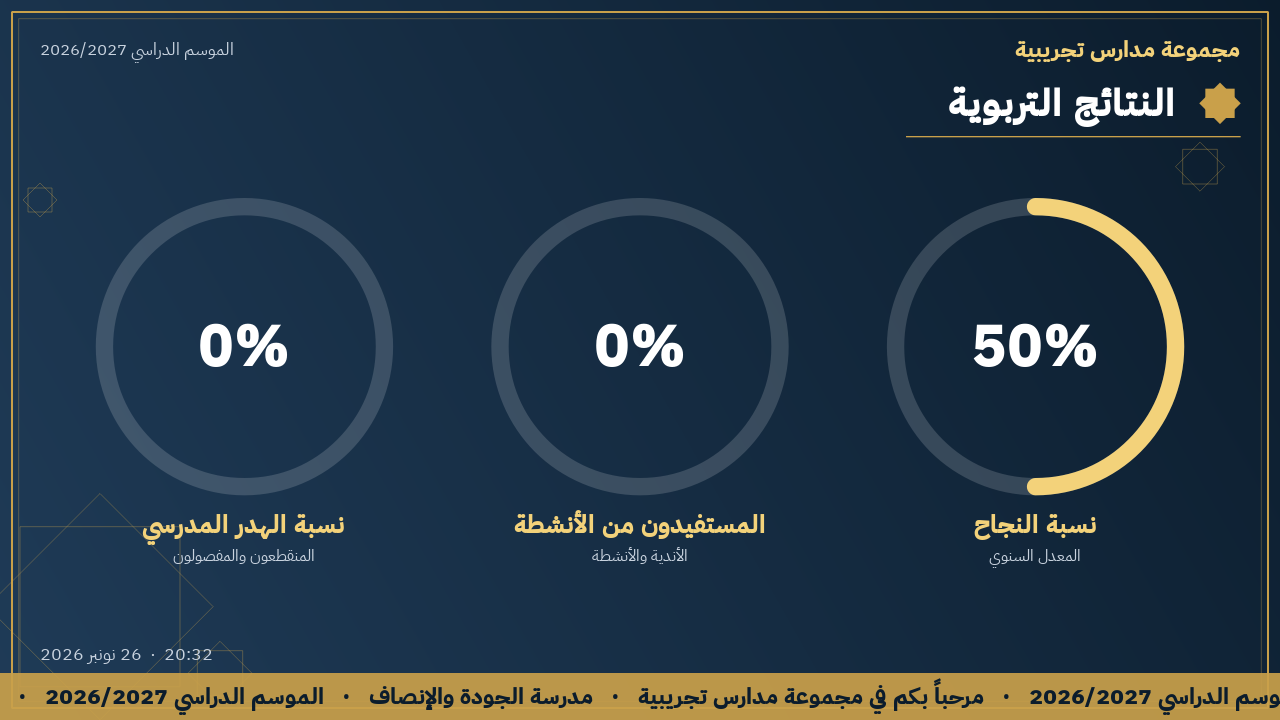 مجموعة مدارس تجريبية
الموسم الدراسي 2026/2027
النتائج التربوية
50%
0%
0%
نسبة النجاح
المعدل السنوي
المستفيدون من الأنشطة
الأندية والأنشطة
نسبة الهدر المدرسي
المنقطعون والمفصولون
20:32 · 26 نونبر 2026
الدراسي 2026/2027 · مرحباً بكم في مجموعة مدارس تجريبية · مدرسة الجودة والإنصاف · الموسم الدراسي 2026/2027 ·